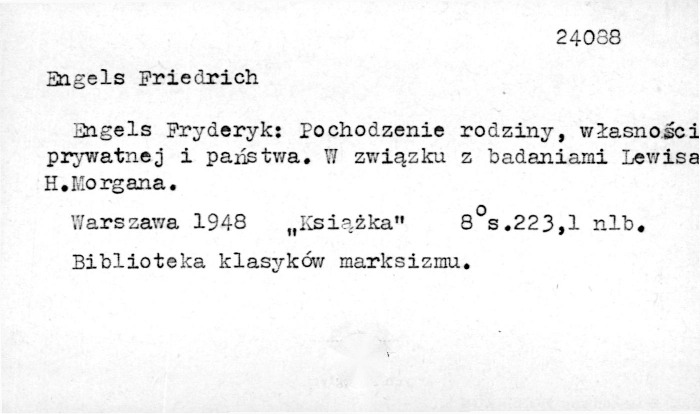 24088
Engels Friedrich
Engels Fryderyk: Pochodzenie rodziny, własności
prywatnej i państwa. W związku z badaniami Lewisa
H.Morgana.
Warszawa 1948 „Książka" 8°s.223,1 nlb.
Biblioteka klasyków marksizmu.